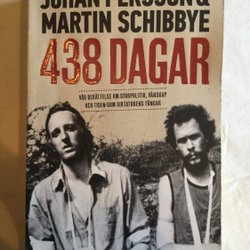 JOHAN PERSSON &
MARTIN SCHIBBYE
438 DAGAR
VÅR BERÄTTELSE OM STORPOLITIK, VÄNSKAP
OCH TIDEN SOM DIKTATURENS FÅNGAR